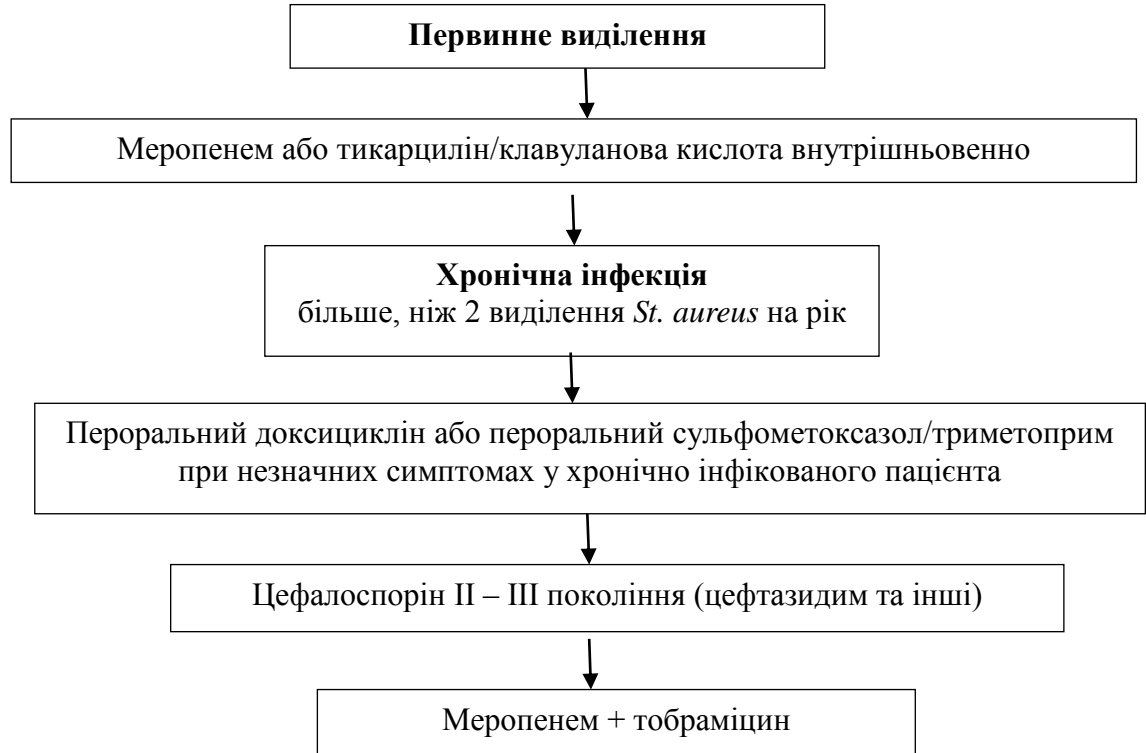 Первинне виділення
Меропенем або тикарцилін/клавуланова кислота внутрішньовенно
Хронічна інфекція
більше, ніж 2 виділення St. aureus на рік
Пероральний доксициклін або пероральний сульфометоксазол/триметоприм
при незначних симптомах у хронічно інфікованого пацієнта
Цефалоспорін II – III покоління (цефтазидим та інші)
Меропенем + тобраміцин